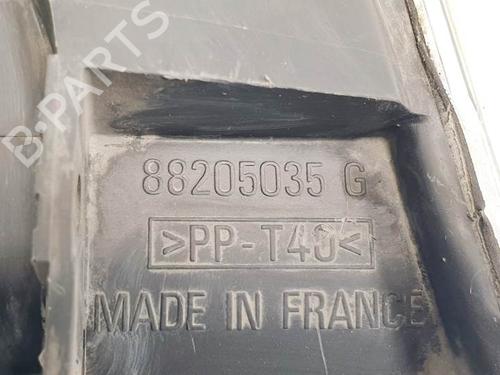 B-PARTS
88205035 G
>PP-T40<
MADE IN FRANCE